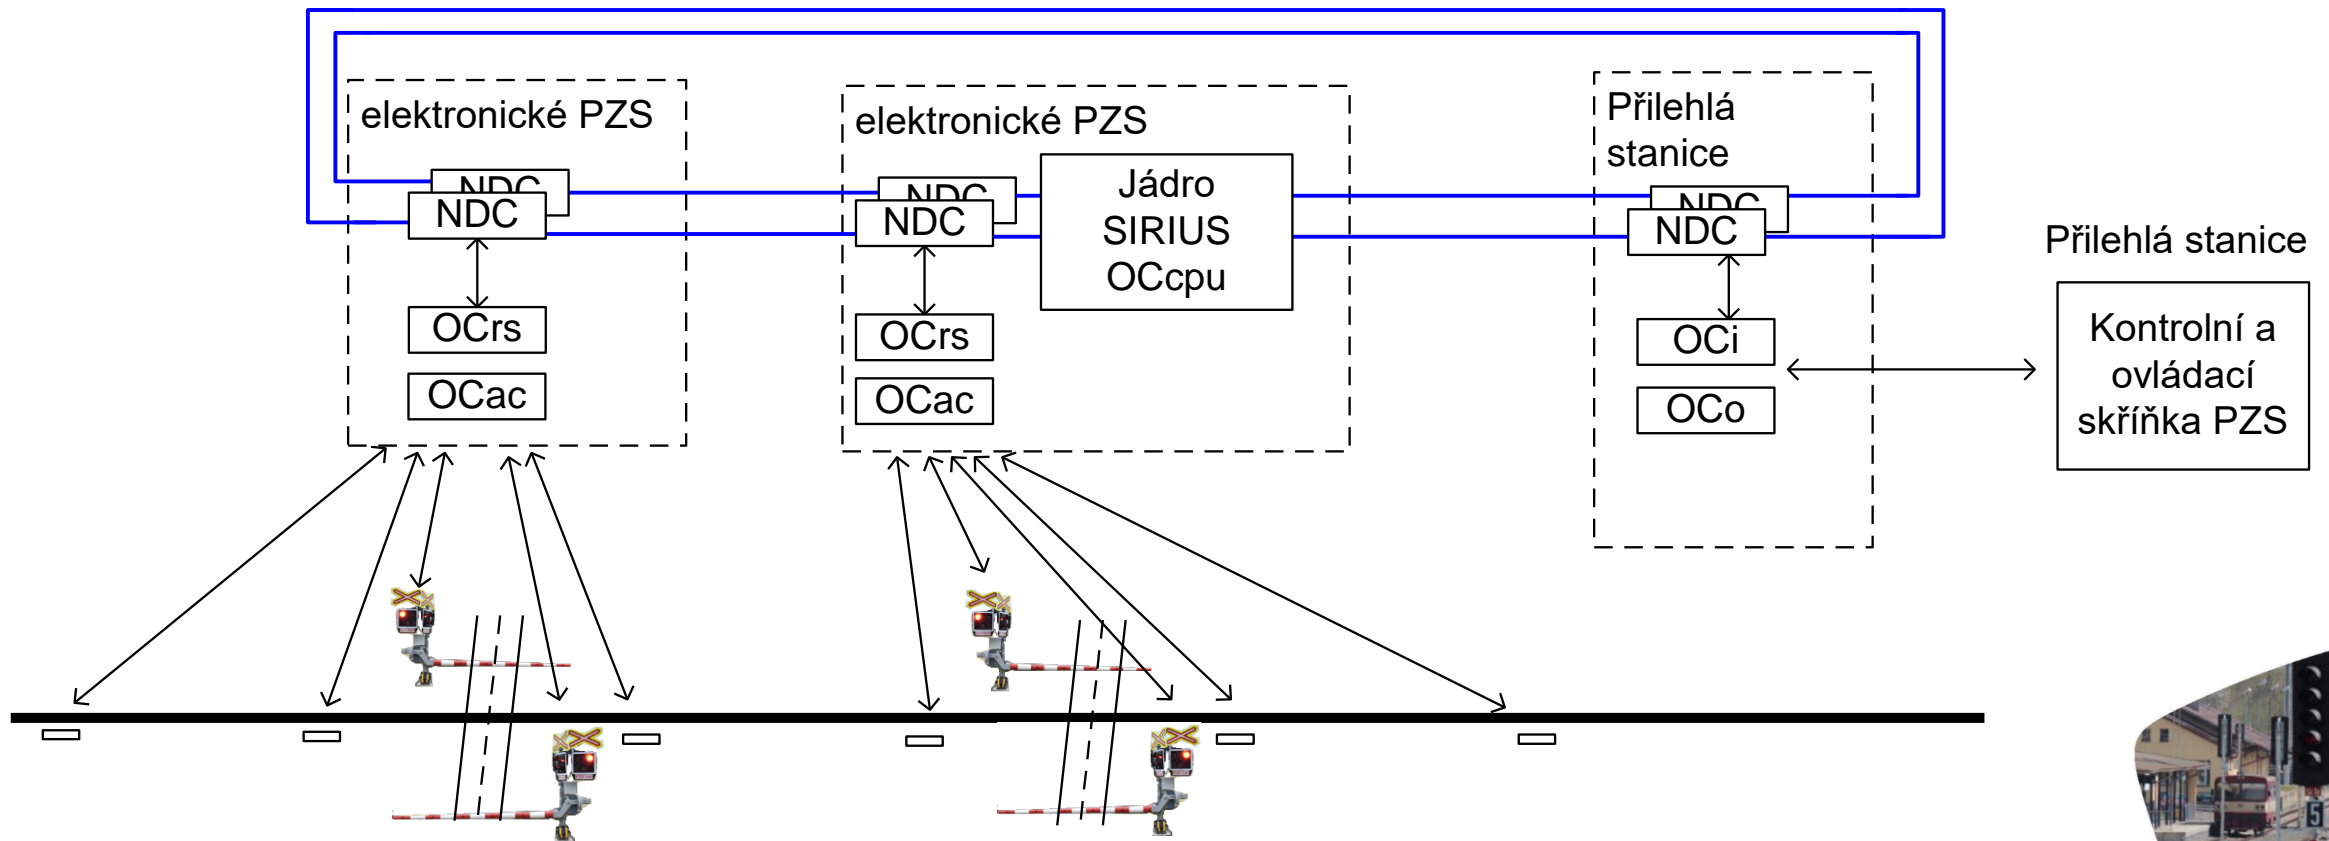 elektronické PZS
NDC
NDC
OCrs
OCac
elektronické PZS
NDC
NDC
Jádro
SIRIUS
OCcpu
OCrs
OCac
Přilehlá
stanice
NDC
NDC
OCi
OCo
Přilehlá stanice
Kontrolní a
ovládací
skříňka PZS
5